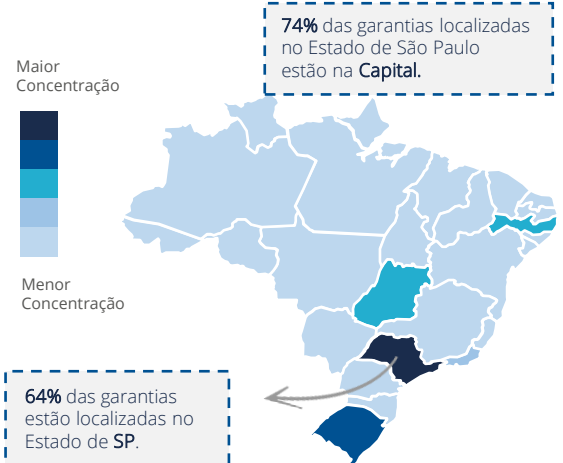 74% das garantias localizadas
no Estado de São Paulo
estão na Capital.
Maior
Concentração
Menor
Concentração
64% das garantias
estão localizadas no
Estado de SP.